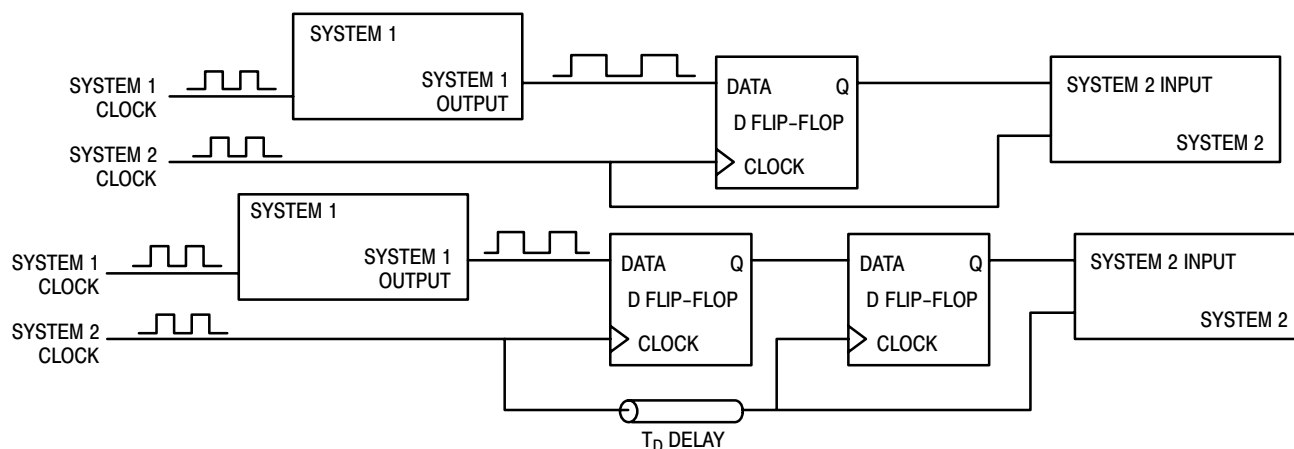 SYSTEM 1
SYSTEM 1
OUTPUT
SYSTEM 1
CLOCK
SYSTEM 2
CLOCK
DATA Q
D FLIP–FLOP
CLOCK
SYSTEM 2 INPUT
SYSTEM 2
SYSTEM 1
SYSTEM 1
OUTPUT
SYSTEM 1
CLOCK
SYSTEM 2
CLOCK
DATA Q
D FLIP–FLOP
CLOCK
DATA Q
D FLIP–FLOP
CLOCK
SYSTEM 2 INPUT
SYSTEM 2
TD DELAY